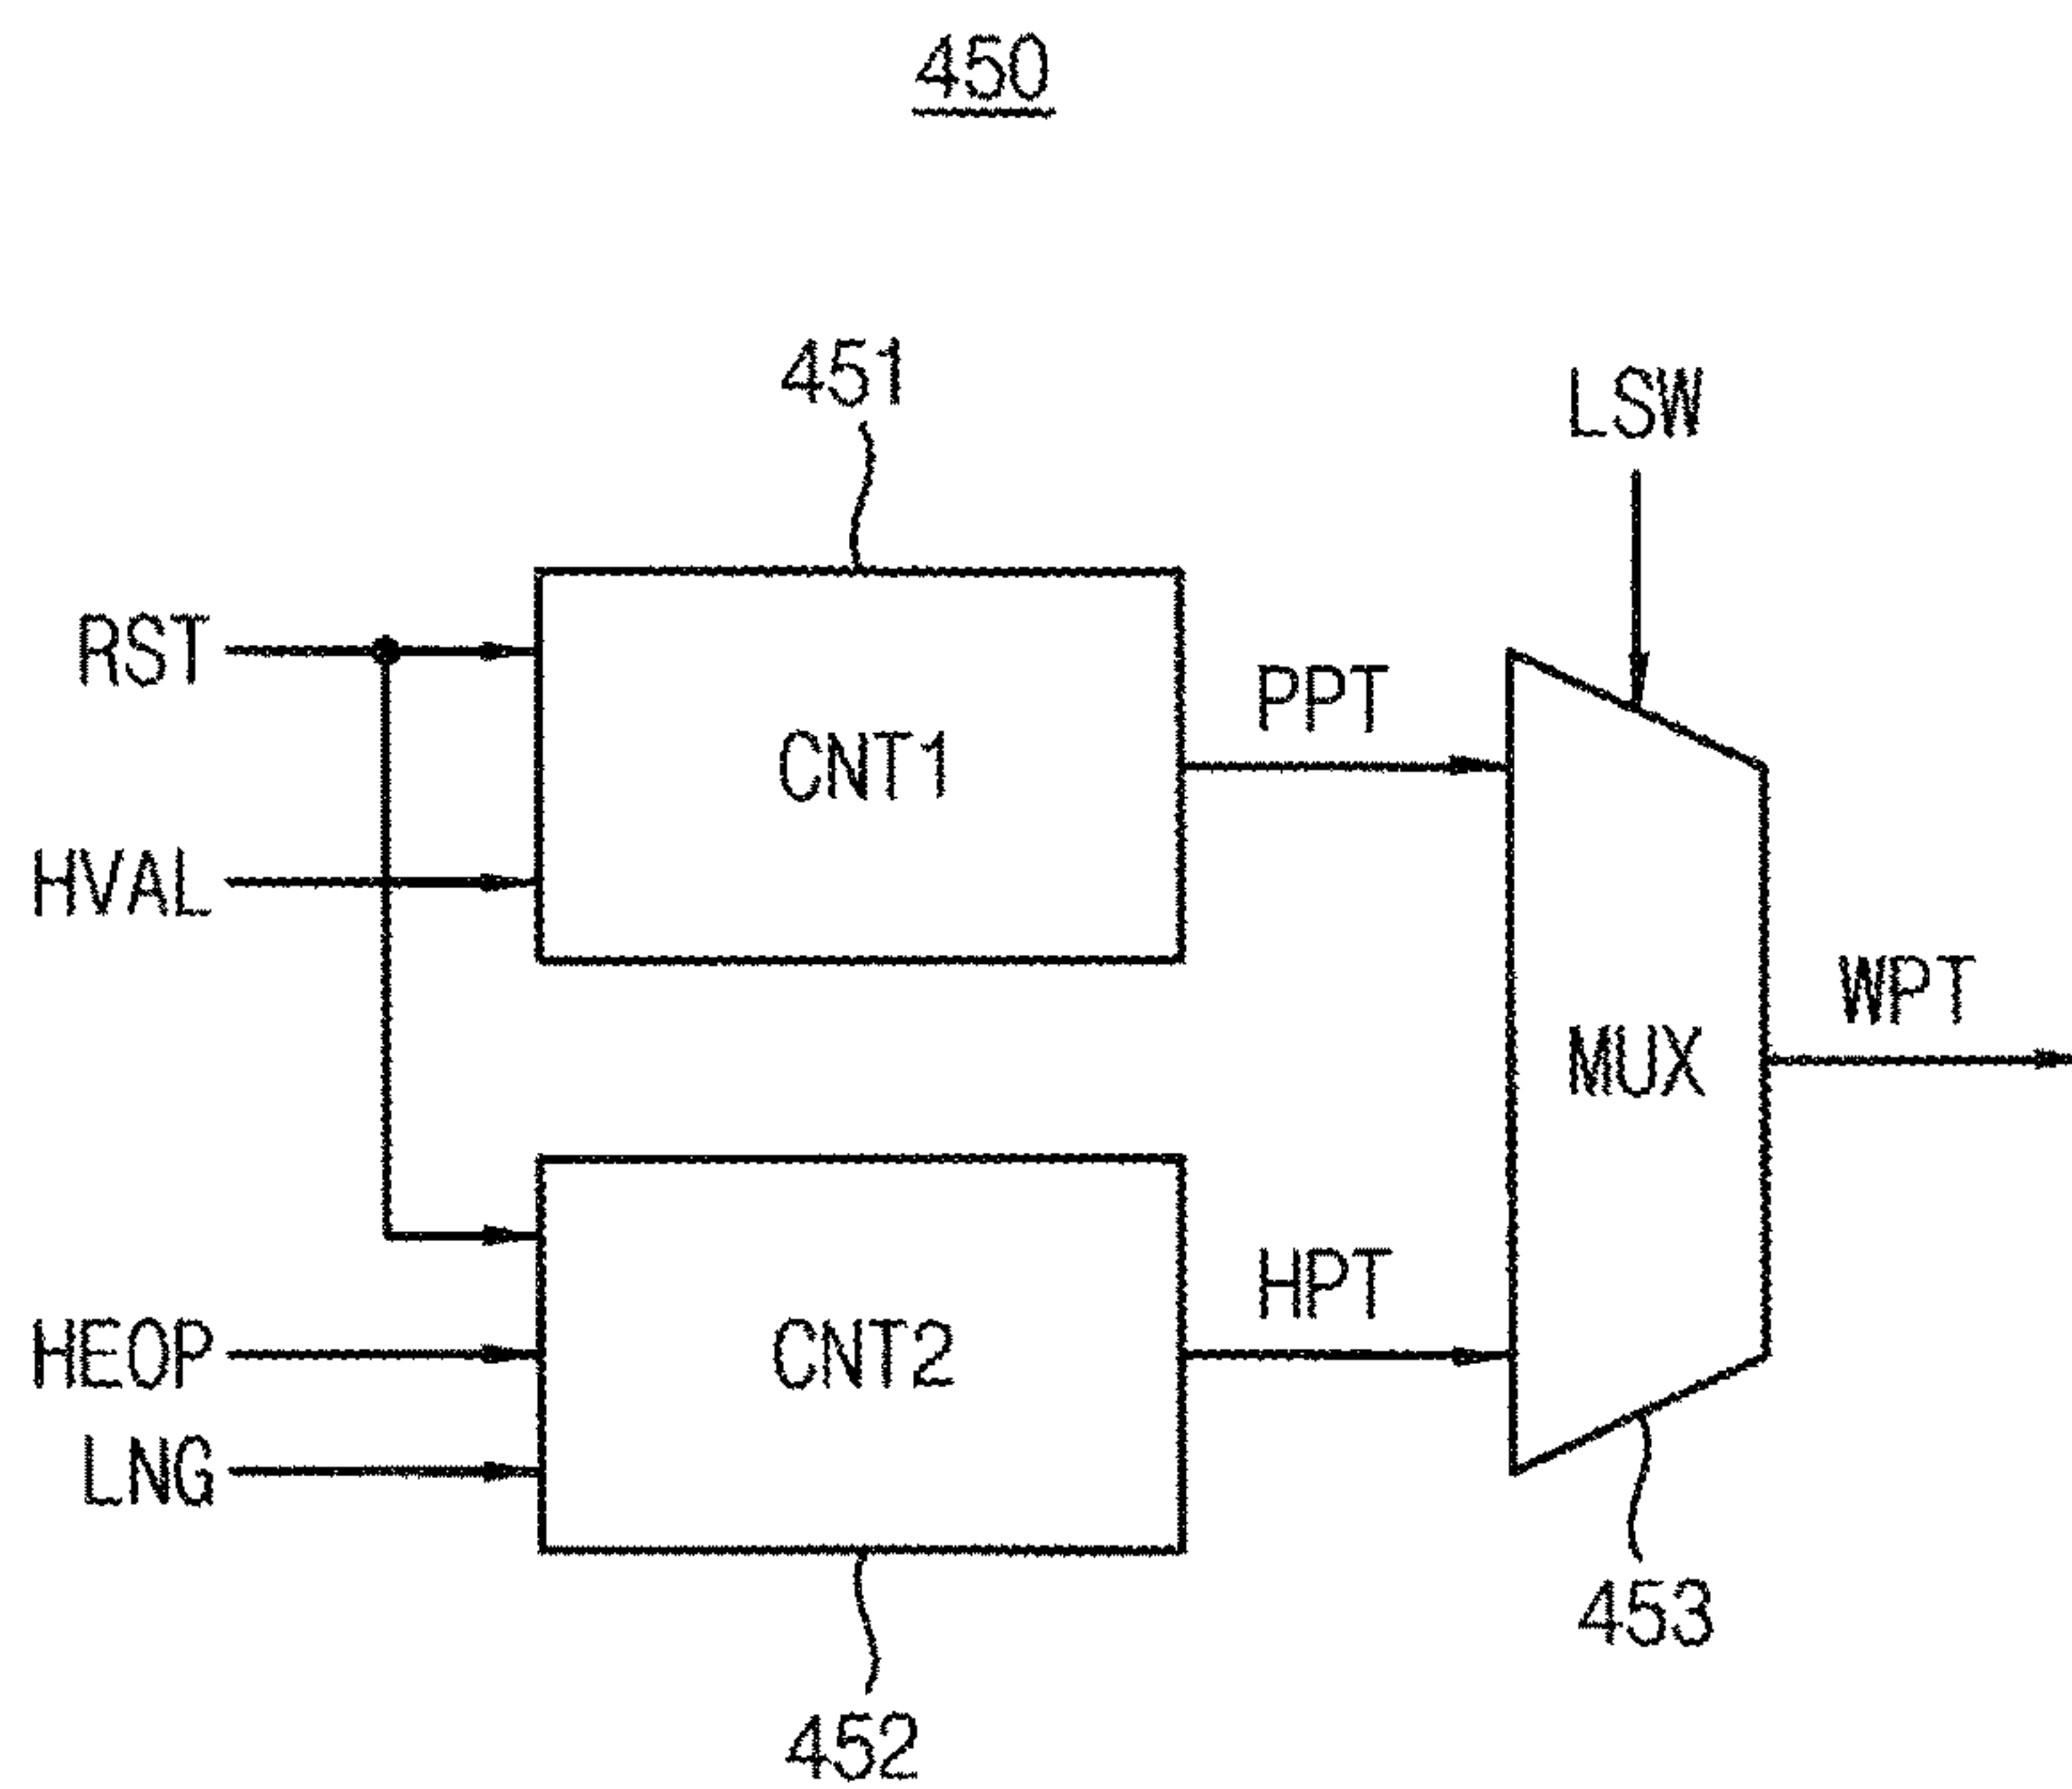 450
451
LSW
RST
PPT
CNT1
HVAL
WPT
MUX
HPT
HEOP
CNT2
LNG
453
452